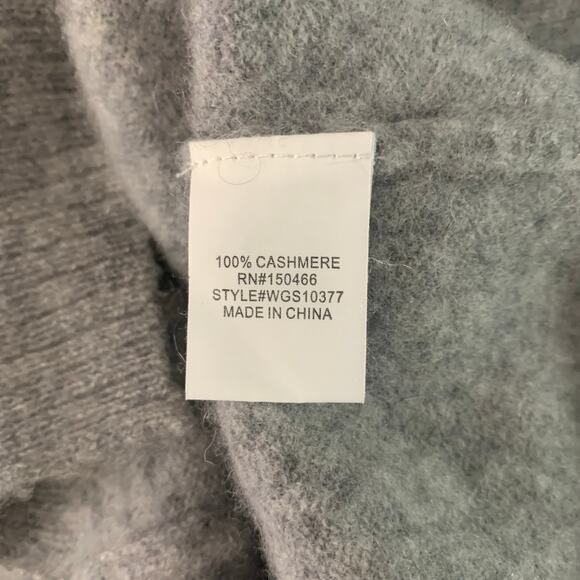 100% CASHMERE
RN#150466
STYLE#WGS10377
MADE IN CHINA